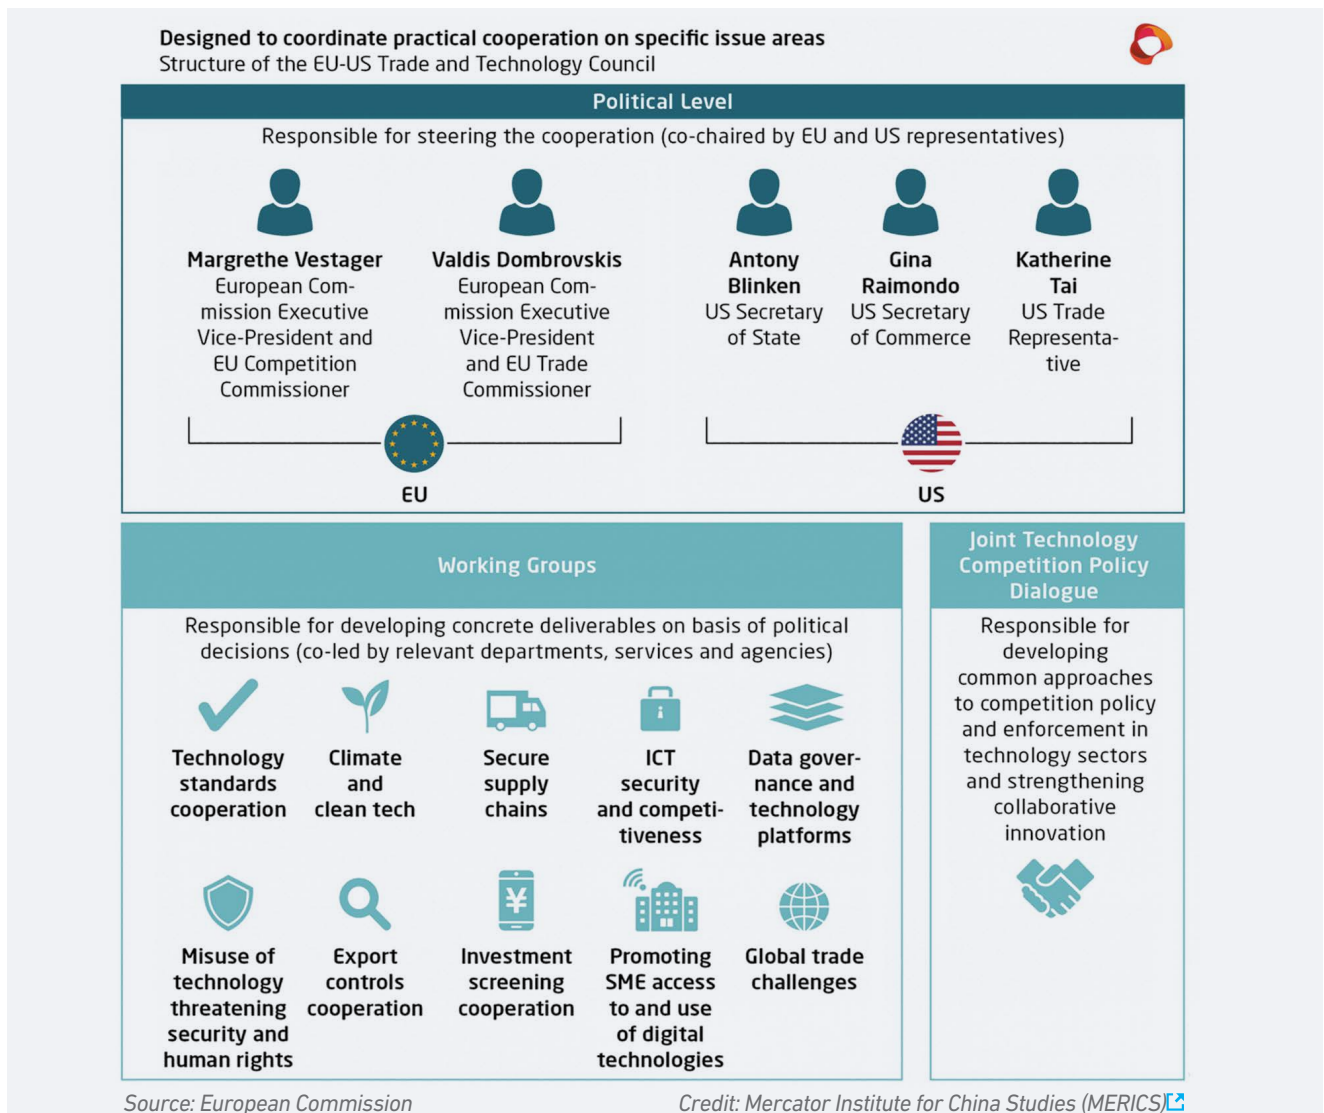 Designed to coordinate practical cooperation on specific issue areas
Structure of the EU-US Trade and Technology Council
Political Level
Responsible for steering the cooperation (co-chaired by EU and US representatives)
Margrethe Vestager
European Com-
mission Executive
Vice-President and
EU Competition
Commissioner
Valdis Dombrovskis
European Com-
mission Executive
Vice-President
and EU Trade
Commissioner
Antony
Blinken
US Secretary
of State
Gina
Raimondo
US Secretary
of Commerce
Katherine
Tai
US Trade
Representa-
tive
EU
US
Working Groups
Responsible for developing concrete deliverables on basis of political
decisions (co-led by relevant departments, services and agencies)
Technology
standards
cooperation
Climate
and
clean tech
Secure
supply
chains
ICT
security
and competi-
tiveness
Data gover-
nance and
technology
platforms
Misuse of
technology
threatening
security and
human rights
Export
controls
cooperation
¥
Investment
screening
cooperation
Promoting
SME access
to and use
of digital
technologies
Global trade
challenges
Joint Technology
Competition Policy
Dialogue
Responsible for
developing
common approaches
to competition policy
and enforcement in
technology sectors
and strengthening
collaborative
innovation
Source: European Commission
Credit: Mercator Institute for China Studies (MERICS)